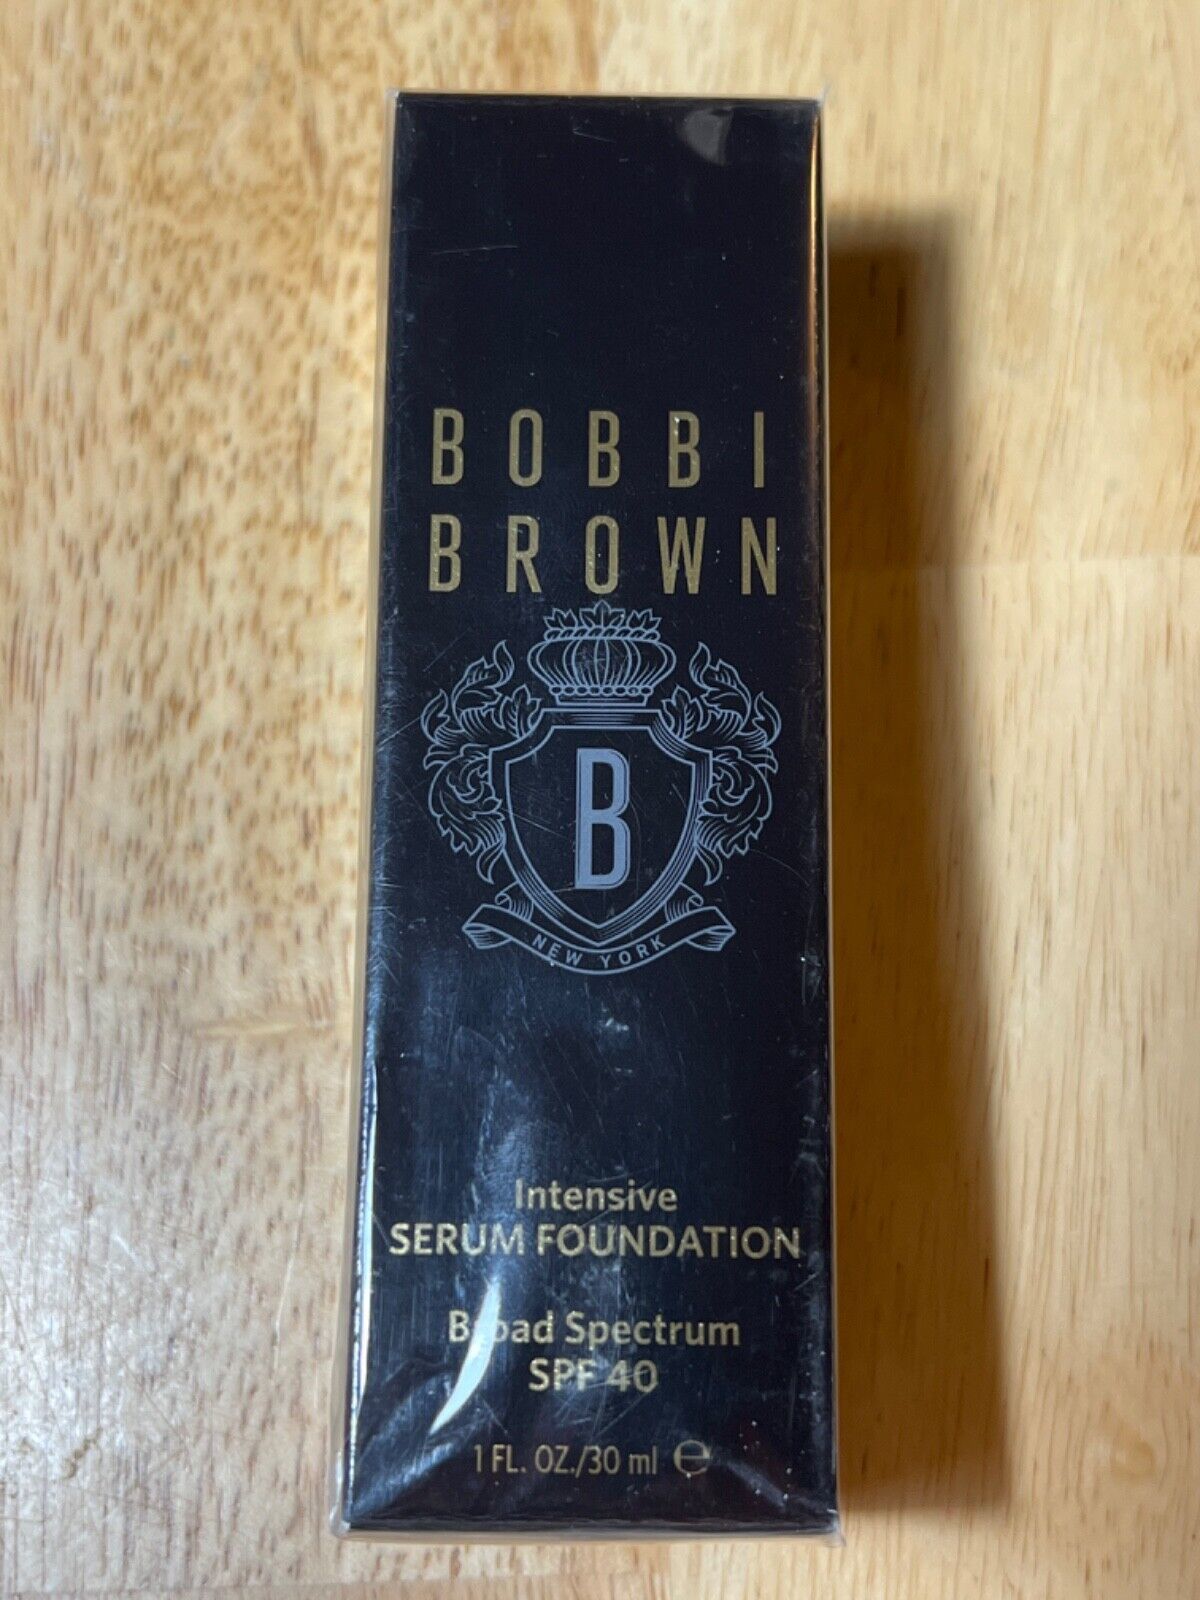 BOBBI
BROWN
B
NEW YORK
Intensive
SERUM FOUNDATION
Broad Spectrum
SPF 40
1 FL. OZ./30 ml ℮